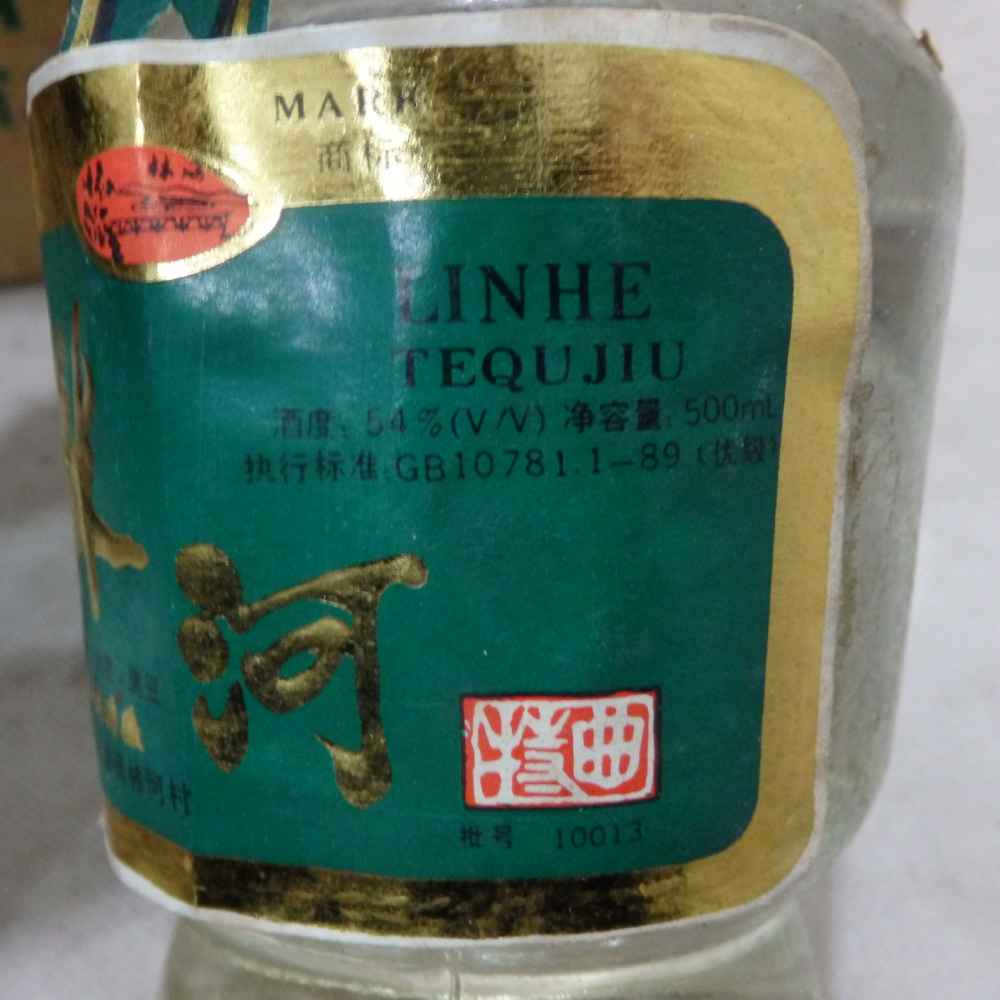 MARK
商标
LINHE
TEQUJIU
酒度: 54%(V/V) 净容量: 500mL
执行标准 GB10781.1-89 (优级)
河
特曲
批号 10013